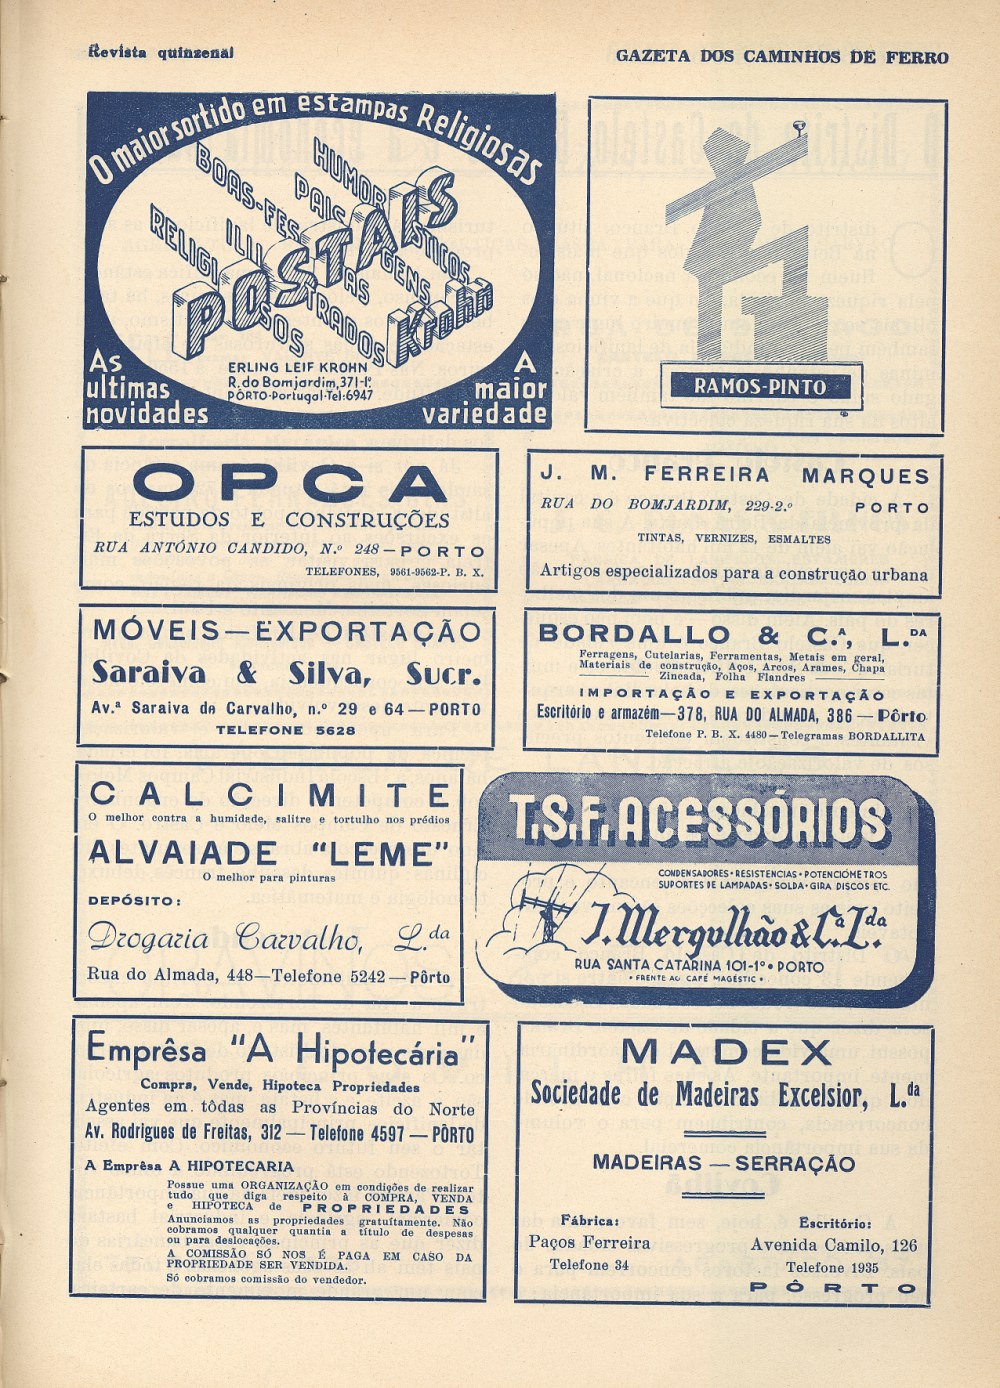 Revista quinzenal
GAZETA DOS CAMINHOS DE FERRO
O maior sortido em estampas Religiosas
BOAS-FESTAS
HUMORÍSTICOS
PAISAGENS
RELIGIOSOS
ILUSTRADOS
POSTAIS
Krohn
As
ultimas
novidades
ERLING LEIF KROHN
R. do Bomjardim, 371-1º
PÔRTO·Portugal·Tel: 6947
A
maior
variedade
1
RAMOS-PINTO
OPCA
ESTUDOS E CONSTRUÇÕES
RUA ANTÓNIO CANDIDO, N.º 248 — PORTO
TELEFONES, 9561-9562-P. B. X.
J. M. FERREIRA MARQUES
RUA DO BOMJARDIM, 229-2.º PORTO
TINTAS, VERNIZES, ESMALTES
Artigos especializados para a construção urbana
MÓVEIS—EXPORTAÇÃO
Saraiva & Silva, Sucr.
Av.ª Saraiva de Carvalho, n.º 29 e 64 — PORTO
TELEFONE 5628
BORDALLO & C.ª, L.DA
Ferragens, Cutelarias, Ferramentas, Metais em geral,
Materiais de construção, Aços, Arcos, Arames, Chapa
Zincada, Folha Flandres
IMPORTAÇÃO E EXPORTAÇÃO
Escritório e armazém—378, RUA DO ALMADA, 386 — Pôrto
Telefone P. B. X. 4480 — Telegramas BORDALLITA
CALCIMITE
O melhor contra a humidade, salitre e tortulho nos prédios
ALVAIADE "LEME"
O melhor para pinturas
DEPÓSITO:
Drogaria Carvalho, L.da
Rua do Almada, 448—Telefone 5242 — Pôrto
T.S.F. ACESSÓRIOS
CONDENSADORES · RESISTENCIAS · POTENCIÓMETROS
SUPORTES DE LAMPADAS · SOLDA · GIRA DISCOS ETC.
J. Mergulhão & C.ª L.da
RUA SANTA CATARINA 101-1º • PORTO
• FRENTE AO CAFÉ MAGÉSTIC •
Emprêsa "A Hipotecária"
Compra, Vende, Hipoteca Propriedades
Agentes em tôdas as Províncias do Norte
Av. Rodrigues de Freitas, 312 — Telefone 4597 — PÔRTO
A Emprêsa A HIPOTECARIA
Possue uma ORGANIZAÇÃO em condições de realizar
tudo que diga respeito à COMPRA, VENDA
e HIPOTECA de PROPRIEDADES
Anunciamos as propriedades gratuítamente. Não
cobramos qualquer quantia a título de despesas
ou para deslocações.
A COMISSÃO SÓ NOS É PAGA EM CASO DA
PROPRIEDADE SER VENDIDA.
Só cobramos comissão do vendedor.
MADEX
Sociedade de Madeiras Excelsior, L.da
MADEIRAS — SERRAÇÃO
Fábrica:
Paços Ferreira
Telefone 34
Escritório:
Avenida Camilo, 126
Telefone 1935
PÔRTO